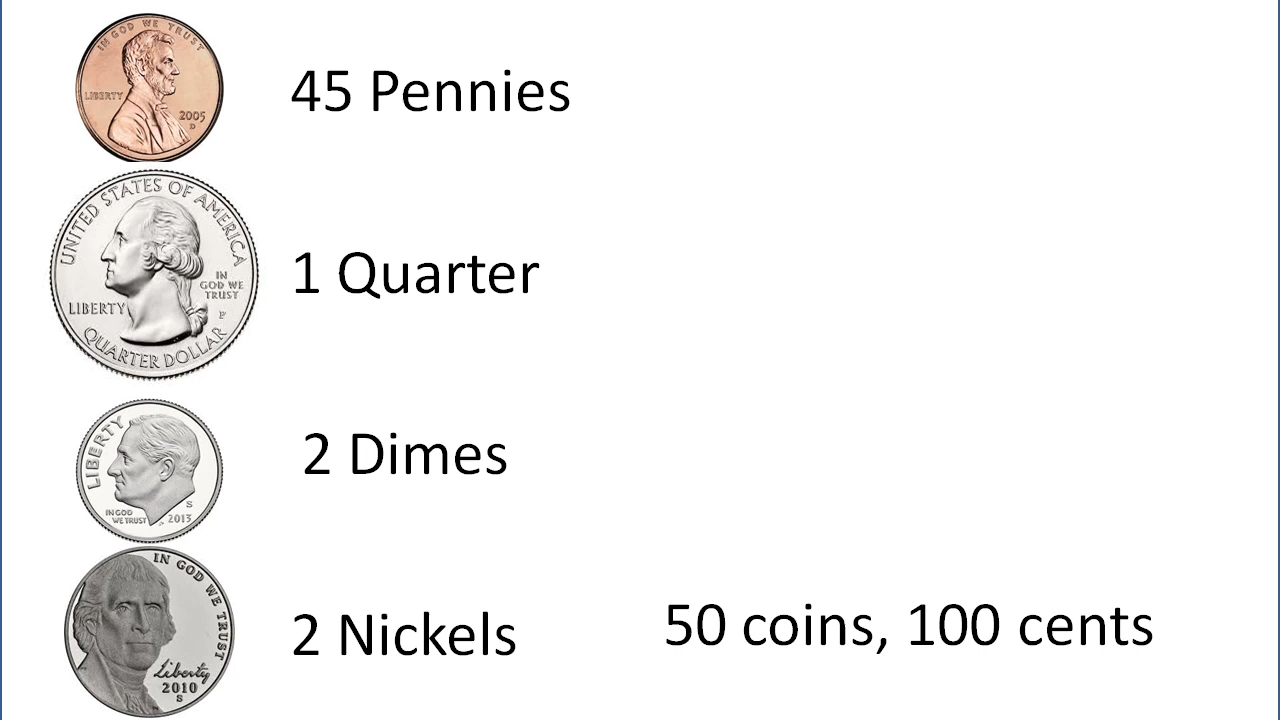 IN GOD WE TRUST
LIBERTY
2005
D
45 Pennies
UNITED STATES OF AMERICA
IN
GOD WE
TRUST
LIBERTY
P
QUARTER DOLLAR
1 Quarter
LIBERTY
S
IN GOD
WE TRUST
2013
2 Dimes
IN GOD WE TRUST
Liberty
2010
S
2 Nickels
50 coins, 100 cents